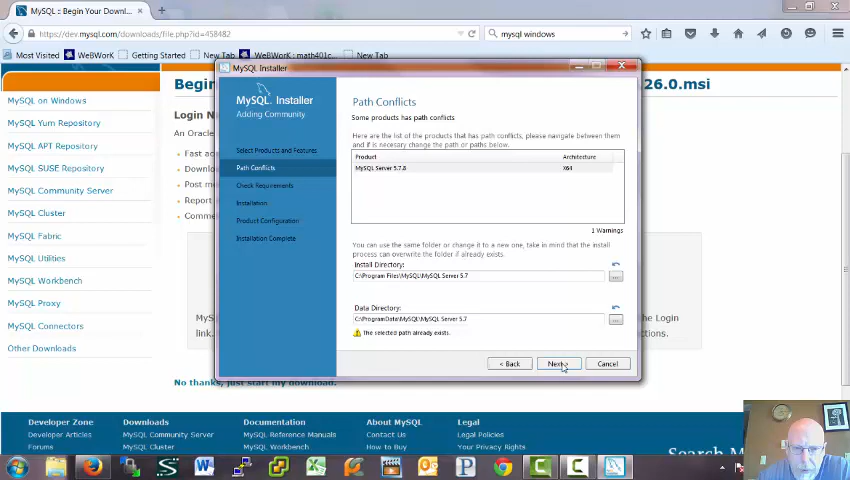 MySQL :: Begin Your Downl...
https://dev.mysql.com/downloads/file.php?id=458482
mysql windows
Most Visited
WeBWorK
Getting Started
New Tab
WeBWorK : math401c...
New Tab
MySQL Installer
Begin
26.0.msi
MySQL Installer
Adding Community
Select Products and Features
Path Conflicts
Check Requirements
Installation
Product Configuration
Installation Complete
Path Conflicts
Some products has path conflicts
Here are the list of the products that has path conflicts, please navigate between them
and if is necessary change the path or paths below.
Product
Architecture
MySQL Server 5.7.8
X64
1 Warnings
You can use the same folder or change it to a new one, take in mind that the install
process can overwrite the folder if already exists.
Install Directory:
C:\Program Files\MySQL\MySQL Server 5.7
...
Data Directory:
C:\ProgramData\MySQL\MySQL Server 5.7
...
The selected path already exists.
< Back
Next >
Cancel
MySQL on Windows
MySQL Yum Repository
MySQL APT Repository
MySQL SUSE Repository
MySQL Community Server
MySQL Cluster
MySQL Fabric
MySQL Utilities
MySQL Workbench
MySQL Proxy
MySQL Connectors
Other Downloads
Login N
An Oracle
Fast ac
Downlo
Post m
Report
Comme
MyS
the Login
link,
ctions.
No thanks, just start my download.
Developer Zone
Developer Articles
Forums
Downloads
MySQL Community Server
MySQL Cluster
Documentation
MySQL Reference Manuals
MySQL Workbench
About MySQL
Contact Us
How to Buy
Legal
Legal Policies
Your Privacy Rights
Search M